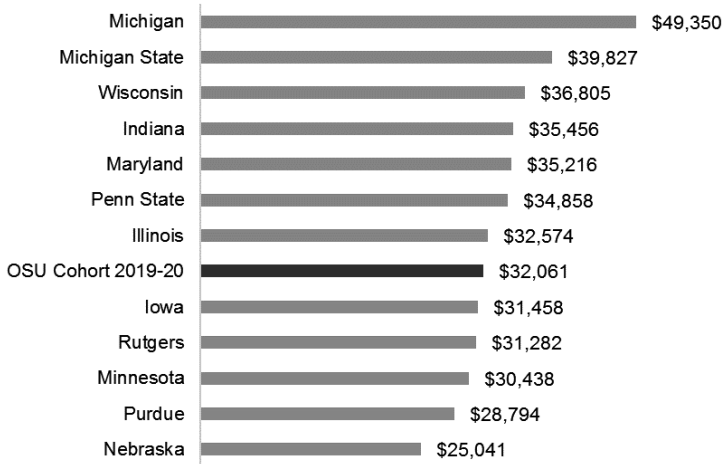 Michigan $49,350
Michigan State $39,827
Wisconsin $36,805
Indiana $35,456
Maryland $35,216
Penn State $34,858
Illinois $32,574
OSU Cohort 2019-20 $32,061
Iowa $31,458
Rutgers $31,282
Minnesota $30,438
Purdue $28,794
Nebraska $25,041